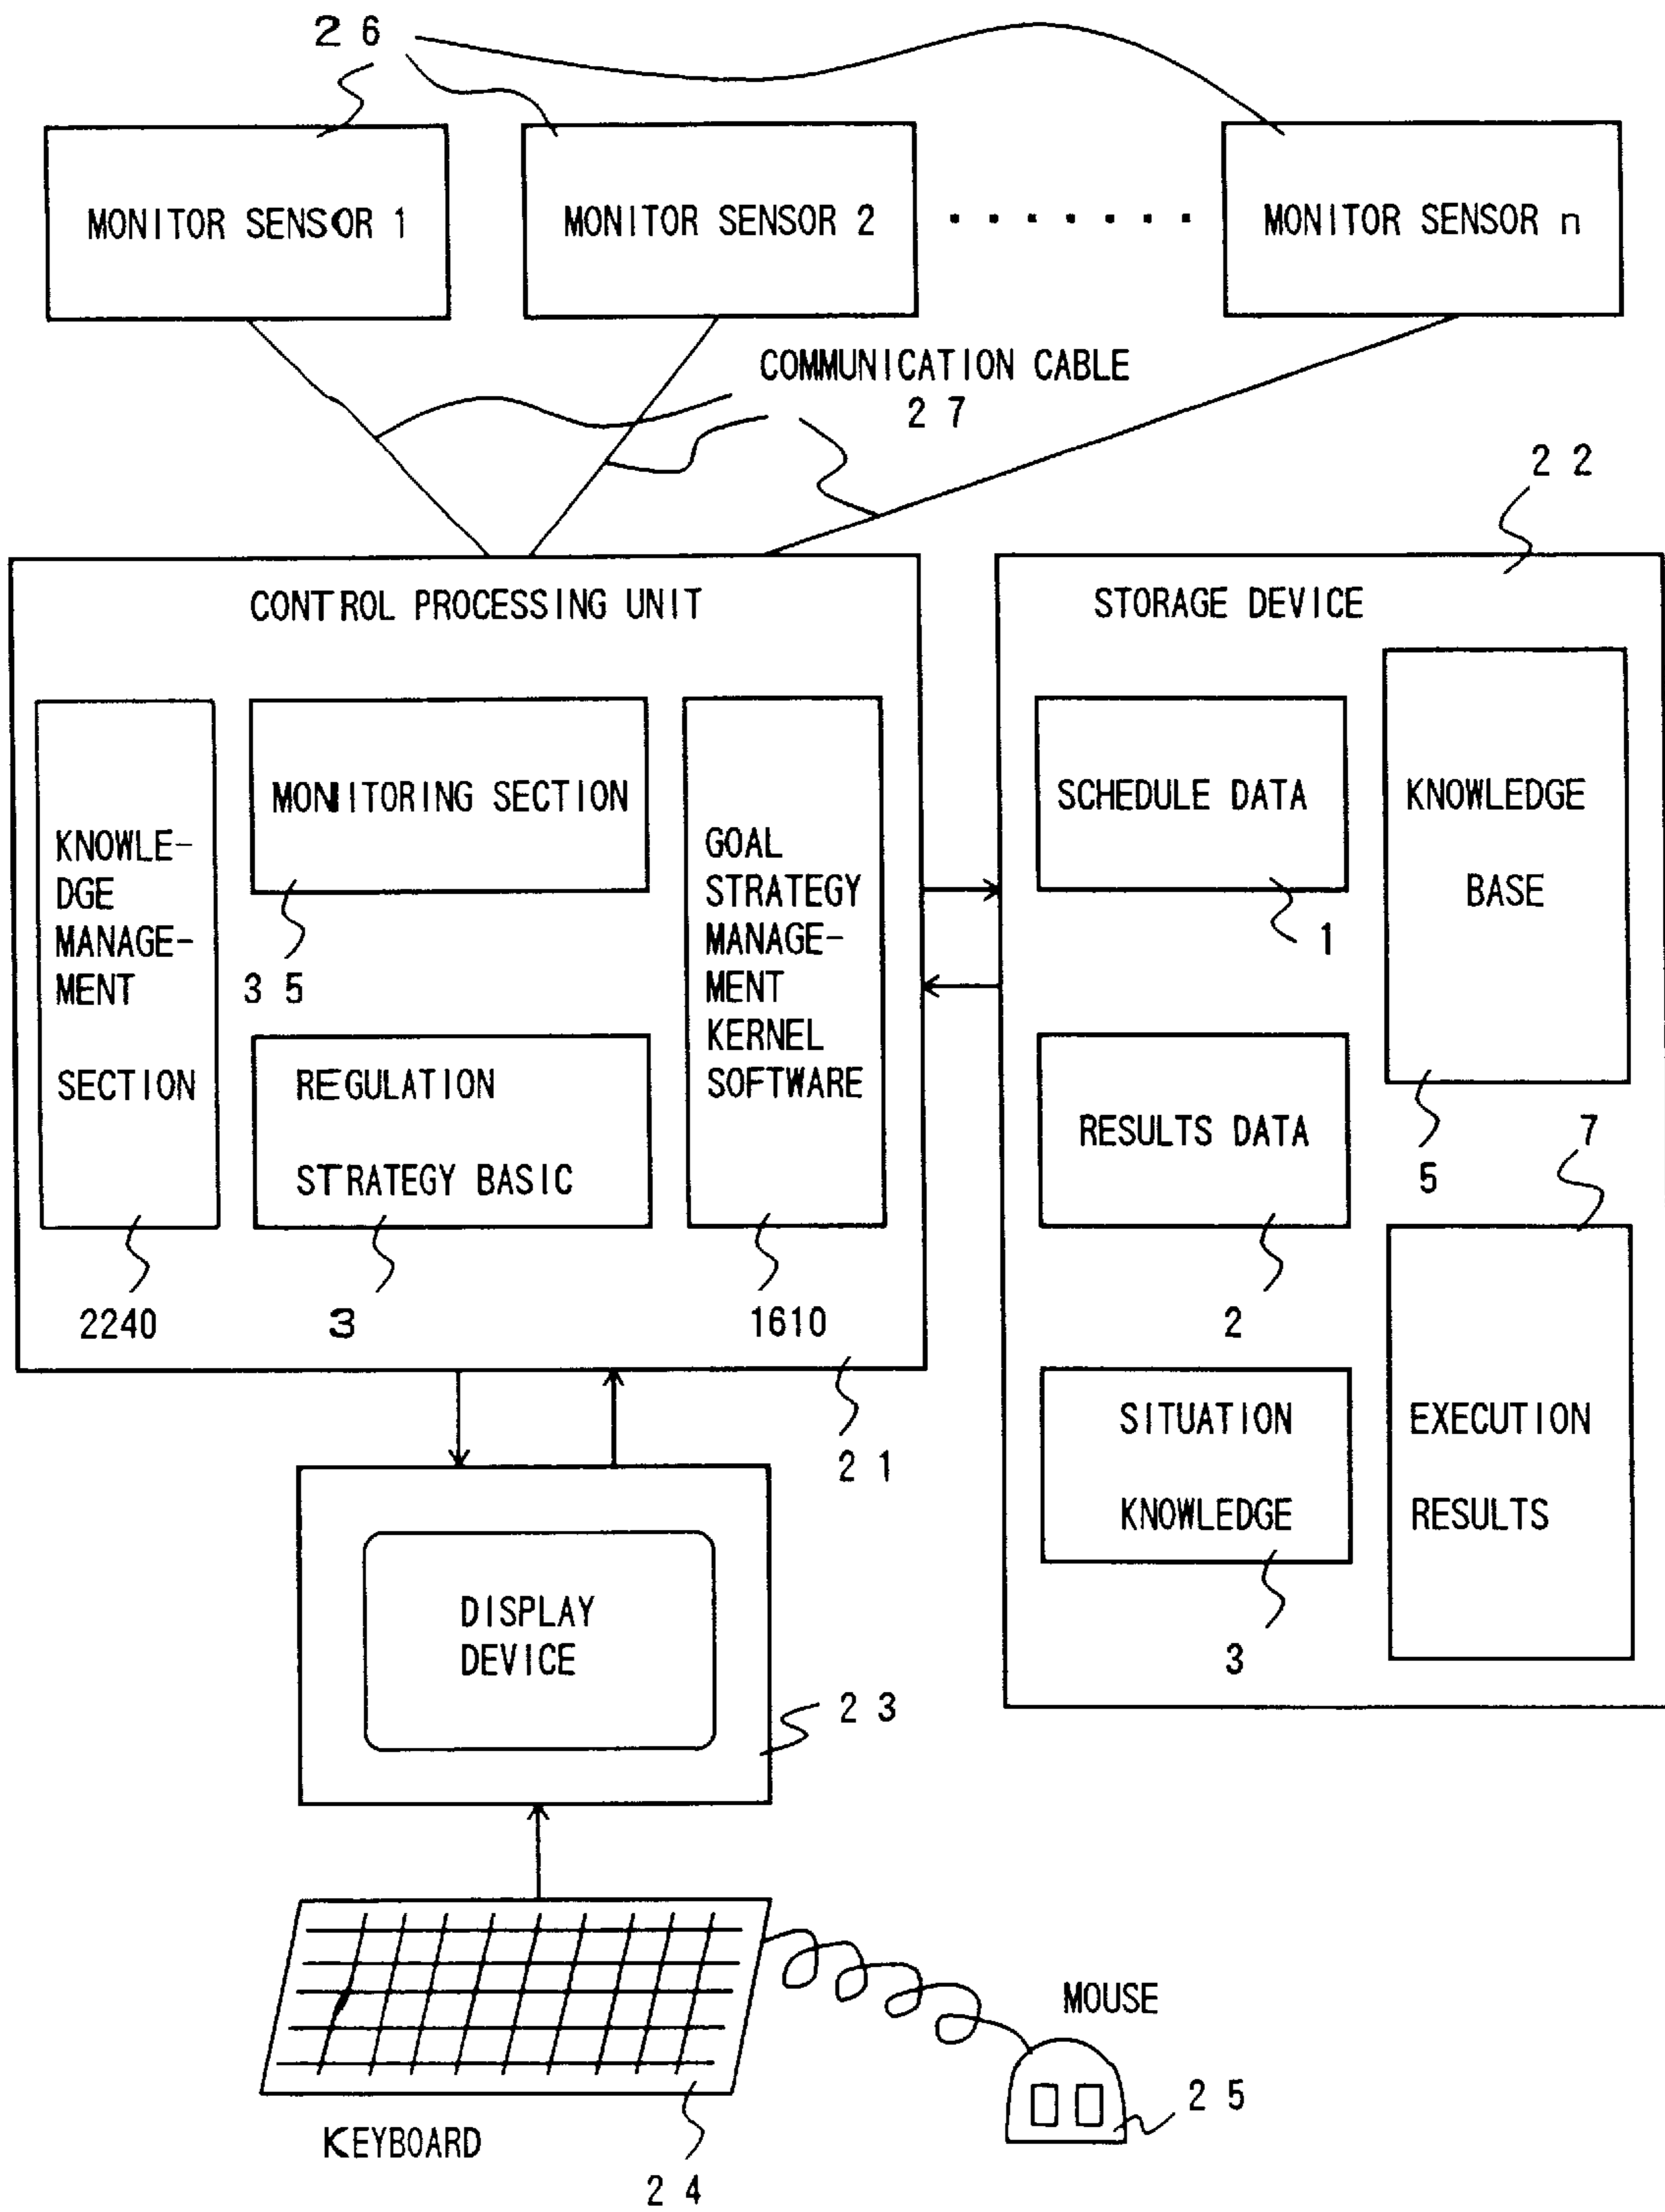 2 6
MONITOR SENSOR 1
MONITOR SENSOR 2
. . . . . . .
MONITOR SENSOR n
COMMUNICATION CABLE
2 7
2 2
CONTROL PROCESSING UNIT
KNOWLE-
DGE
MANAGE-
MENT
SECTION
2240
MONITORING SECTION
3 5
REGULATION
STRATEGY BASIC
3
GOAL
STRATEGY
MANAGE-
MENT
KERNEL
SOFTWARE
1610
2 1
STORAGE DEVICE
SCHEDULE DATA
1
KNOWLEDGE
BASE
5
RESULTS DATA
2
7
SITUATION
KNOWLEDGE
3
EXECUTION
RESULTS
DISPLAY
DEVICE
2 3
MOUSE
2 5
KEYBOARD
2 4